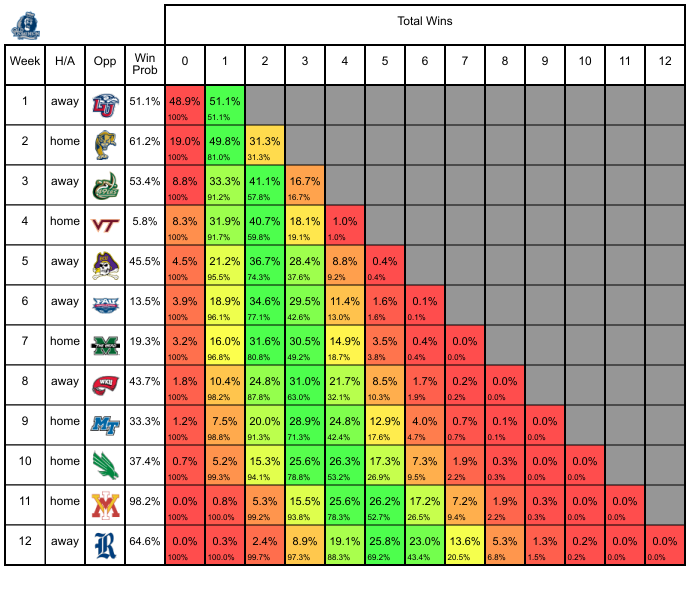 Total Wins
Week H/A Opp Win Prob 0 1 2 3 4 5 6 7 8 9 10 11 12
1 away LU 51.1% 48.9% 51.1%
100% 51.1%
2 home 61.2% 19.0% 49.8% 31.3%
100% 81.0% 31.3%
3 away 53.4% 8.8% 33.3% 41.1% 16.7%
100% 91.2% 57.8% 16.7%
4 home VT 5.8% 8.3% 31.9% 40.7% 18.1% 1.0%
100% 91.7% 59.8% 19.1% 1.0%
5 away 45.5% 4.5% 21.2% 36.7% 28.4% 8.8% 0.4%
100% 95.5% 74.3% 37.6% 9.2% 0.4%
6 away FAU 13.5% 3.9% 18.9% 34.6% 29.5% 11.4% 1.6% 0.1%
100% 96.1% 77.1% 42.6% 13.0% 1.6% 0.1%
7 home M 19.3% 3.2% 16.0% 31.6% 30.5% 14.9% 3.5% 0.4% 0.0%
100% 96.8% 80.8% 49.2% 18.7% 3.8% 0.4% 0.0%
8 away WKU 43.7% 1.8% 10.4% 24.8% 31.0% 21.7% 8.5% 1.7% 0.2% 0.0%
100% 98.2% 87.8% 63.0% 32.1% 10.3% 1.9% 0.2% 0.0%
9 home MT 33.3% 1.2% 7.5% 20.0% 28.9% 24.8% 12.9% 4.0% 0.7% 0.1% 0.0%
100% 98.8% 91.3% 71.3% 42.4% 17.6% 4.7% 0.7% 0.1% 0.0%
10 home 37.4% 0.7% 5.2% 15.3% 25.6% 26.3% 17.3% 7.3% 1.9% 0.3% 0.0% 0.0%
100% 99.3% 94.1% 78.8% 53.2% 26.9% 9.5% 2.2% 0.3% 0.0% 0.0%
11 home VMI 98.2% 0.0% 0.8% 5.3% 15.5% 25.6% 26.2% 17.2% 7.2% 1.9% 0.3% 0.0% 0.0%
100% 100.0% 99.2% 93.8% 78.3% 52.7% 26.5% 9.4% 2.2% 0.3% 0.0% 0.0%
12 away R 64.6% 0.0% 0.3% 2.4% 8.9% 19.1% 25.8% 23.0% 13.6% 5.3% 1.3% 0.2% 0.0% 0.0%
100% 100.0% 99.7% 97.3% 88.3% 69.2% 43.4% 20.5% 6.8% 1.5% 0.2% 0.0% 0.0%